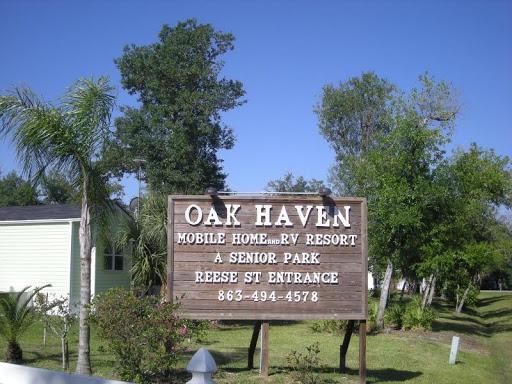 OAK HAVEN
MOBILE HOME AND RV RESORT
A SENIOR PARK
REESE ST ENTRANCE
863-494-4578